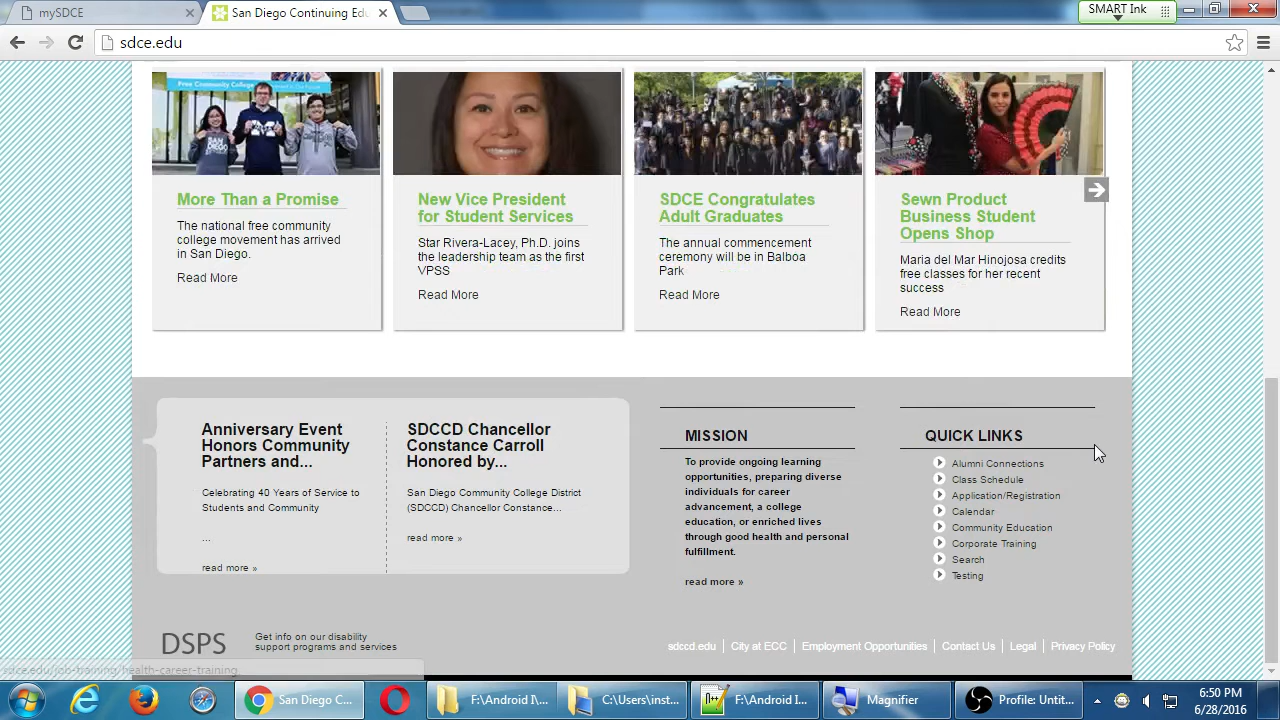 mySDCE
San Diego Continuing Edu
SMART Ink
sdce.edu
Free Community College
SAN
DIEGO
More Than a Promise
The national free community
college movement has arrived
in San Diego.
Read More
New Vice President
for Student Services
Star Rivera-Lacey, Ph.D. joins
the leadership team as the first
VPSS
Read More
SDCE Congratulates
Adult Graduates
The annual commencement
ceremony will be in Balboa
Park
Read More
Sewn Product
Business Student
Opens Shop
Maria del Mar Hinojosa credits
free classes for her recent
success
Read More
Anniversary Event
Honors Community
Partners and...
Celebrating 40 Years of Service to
Students and Community
...
read more »
SDCCD Chancellor
Constance Carroll
Honored by...
San Diego Community College District
(SDCCD) Chancellor Constance...
read more »
MISSION
To provide ongoing learning
opportunities, preparing diverse
individuals for career
advancement, a college
education, or enriched lives
through good health and personal
fulfillment.
read more »
QUICK LINKS
Alumni Connections
Class Schedule
Application/Registration
Calendar
Community Education
Corporate Training
Search
Testing
DSPS
Get info on our disability
support programs and services
sdccd.edu | City at ECC | Employment Opportunities | Contact Us | Legal | Privacy Policy
sdce.edu/job-training/health-career-training
San Diego C...
F:\Android I\...
C:\Users\inst...
F:\Android I...
Magnifier
Profile: Untit...
6:50 PM
6/28/2016